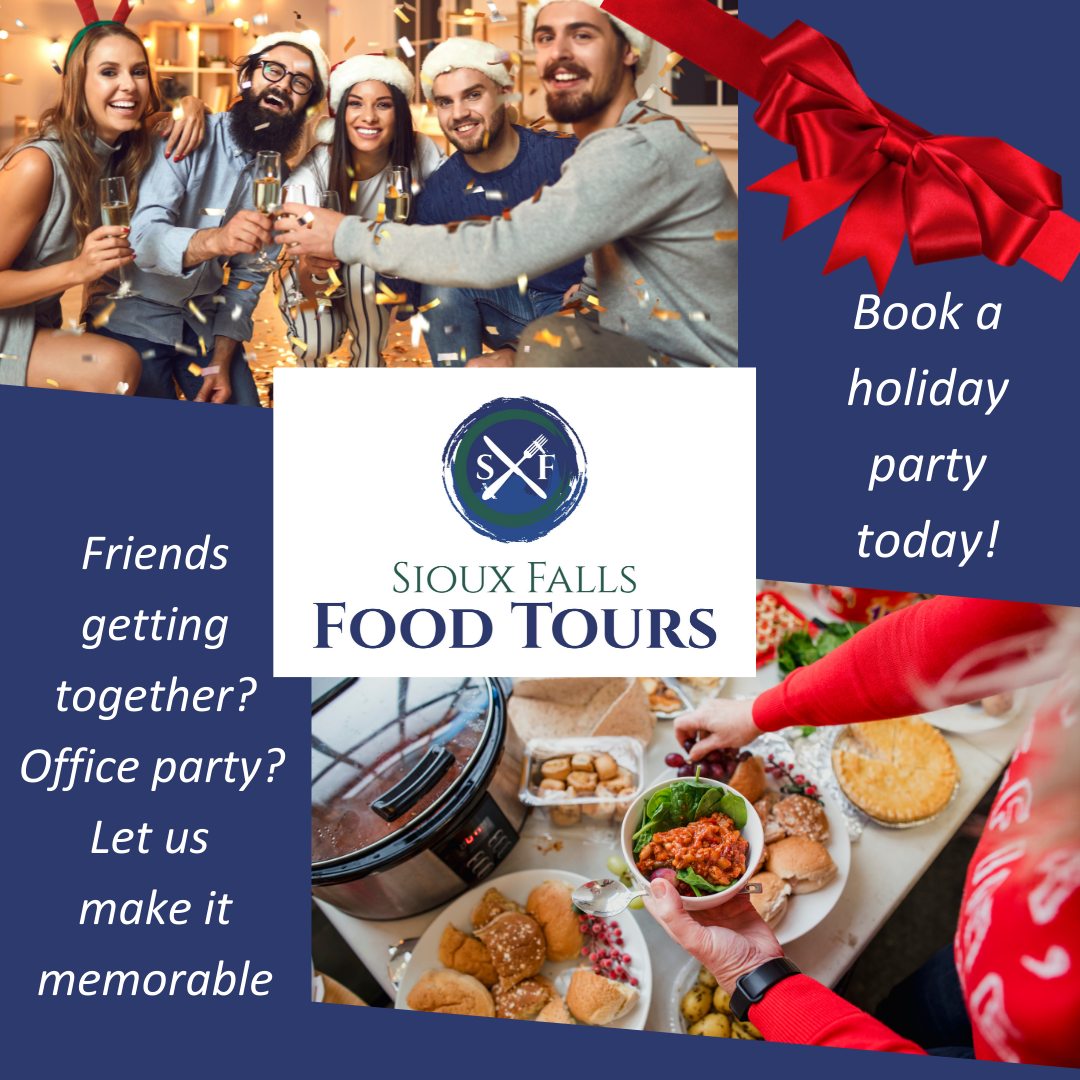 Book a
holiday
party
today!
S F
SIOUX FALLS
FOOD TOURS
Friends
getting
together?
Office party?
Let us
make it
memorable